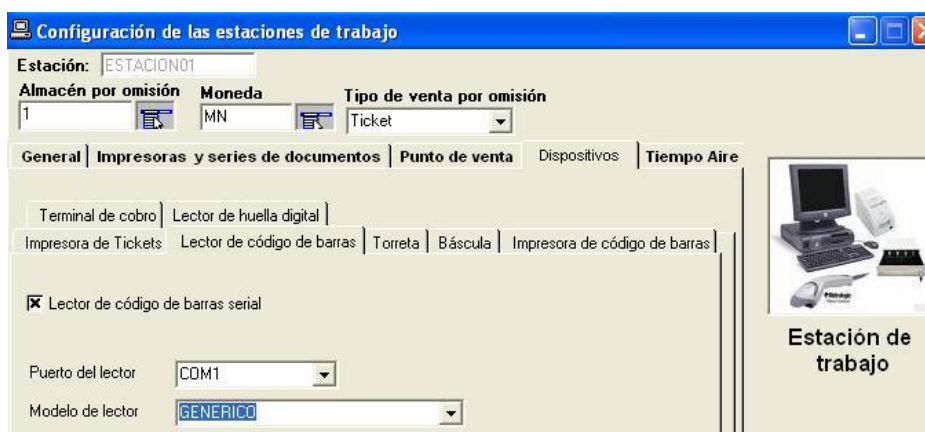 Configuración de las estaciones de trabajo
Estación: ESTACION01
Almacén por omisión Moneda Tipo de venta por omisión
1 MN Ticket
General Impresoras y series de documentos Punto de venta Dispositivos Tiempo Aire
Terminal de cobro Lector de huella digital
Impresora de Tickets Lector de código de barras Torreta Báscula Impresora de código de barras
Lector de código de barras serial
Puerto del lector COM1
Modelo de lector GENERICO
Metrologic
Estación de
trabajo